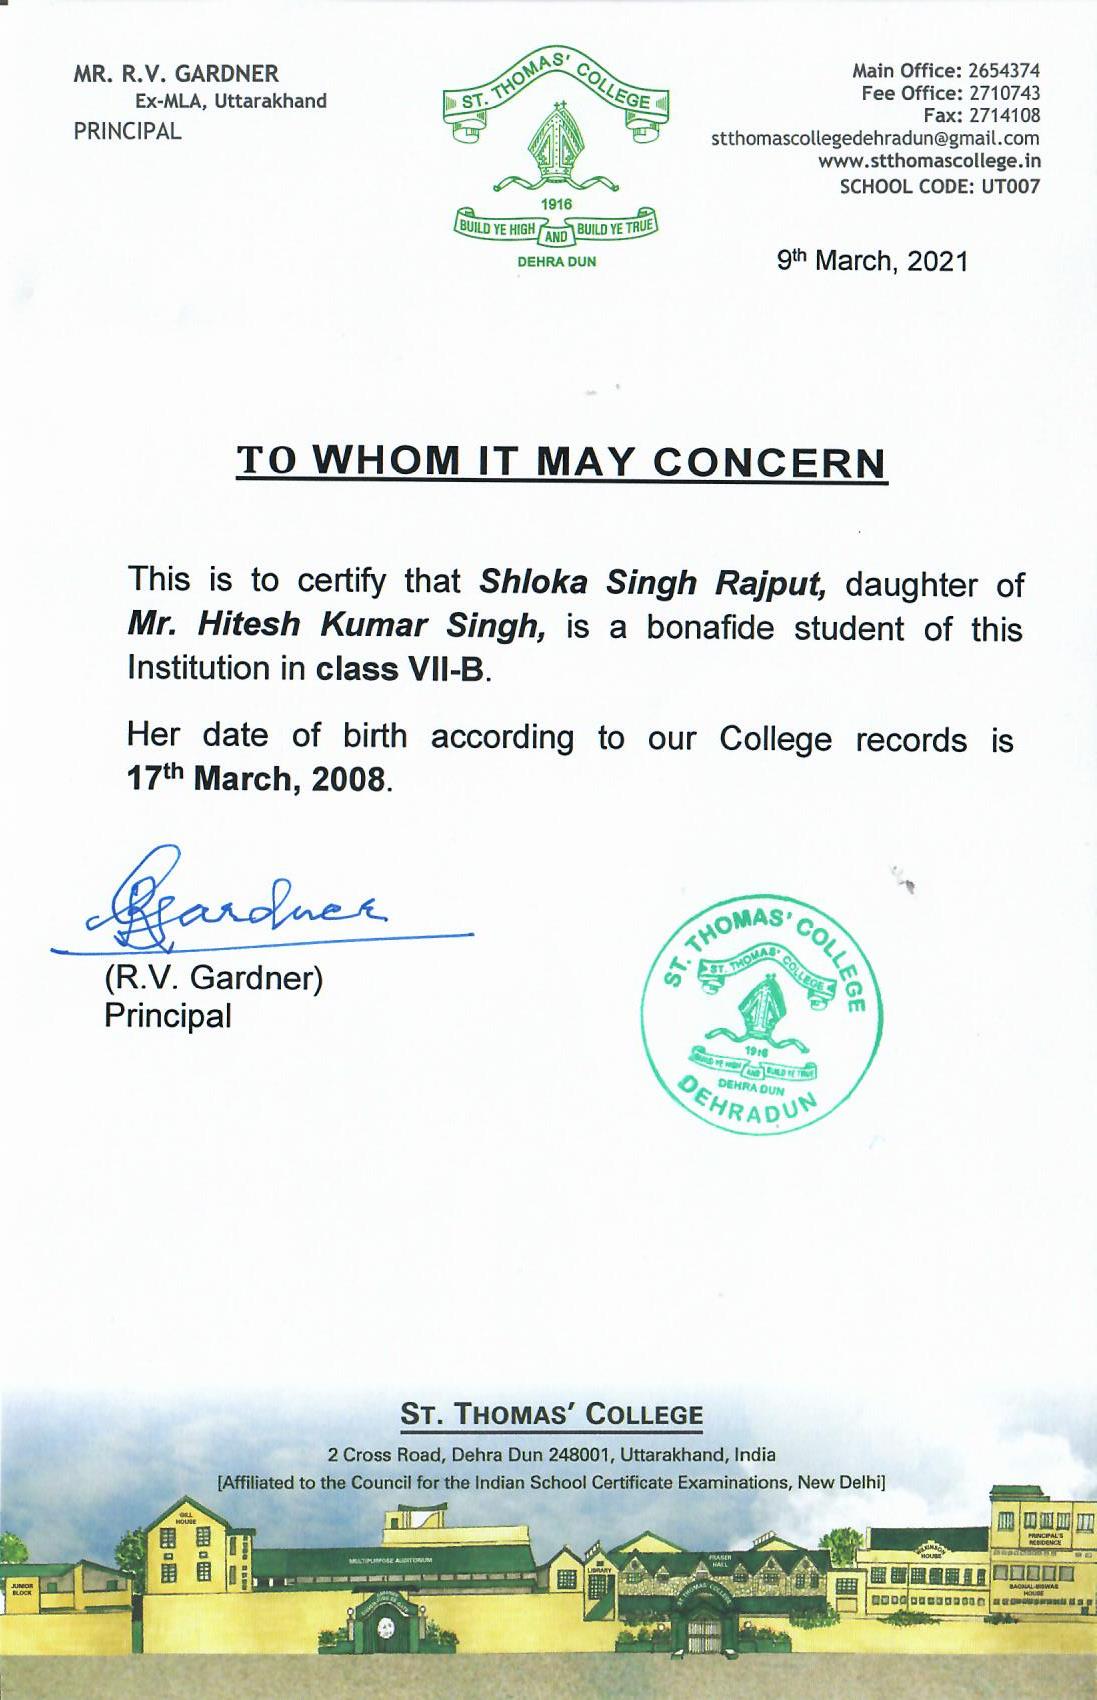 MR. R.V. GARDNER
Ex-MLA, Uttarakhand
PRINCIPAL
ST. THOMAS' COLLEGE
1916
BUILD YE HIGH AND BUILD YE TRUE
DEHRA DUN
Main Office: 2654374
Fee Office: 2710743
Fax: 2714108
stthomascollegedehradun@gmail.com
www.stthomascollege.in
SCHOOL CODE: UT007
9th March, 2021
TO WHOM IT MAY CONCERN
This is to certify that Shloka Singh Rajput, daughter of
Mr. Hitesh Kumar Singh, is a bonafide student of this
Institution in class VII-B.
Her date of birth according to our College records is
17th March, 2008.
RGardner
(R.V. Gardner)
Principal
ST. THOMAS' COLLEGE
ST. THOMAS' COLLEGE
1916
BUILD YE HIGH AND BUILD YE TRUE
DEHRA DUN
DEHRADUN
ST. THOMAS' COLLEGE
2 Cross Road, Dehra Dun 248001, Uttarakhand, India
[Affiliated to the Council for the Indian School Certificate Examinations, New Delhi]
JUNIOR
BLOCK
GILL
HOUSE
MULTIPURPOSE AUDITORIUM
LIBRARY
FRASER
HALL
ST THOMAS' COLLEGE
WILKINSON
HOUSE
PRINCIPAL'S
RESIDENCE
BAGNAL-BISWAS
HOUSE